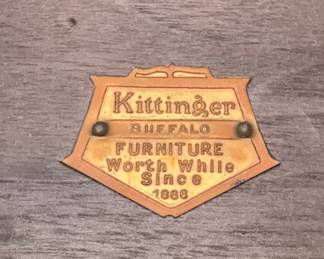 Kittinger
BUFFALO
FURNITURE
Worth While
Since
1866